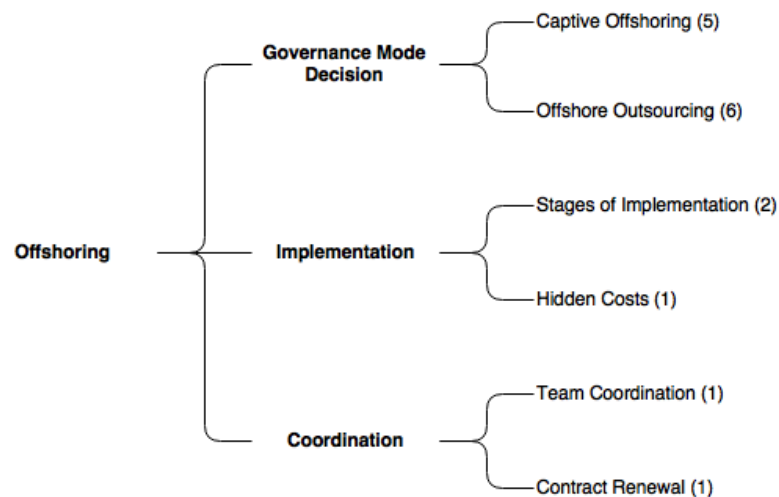 Offshoring
Governance Mode
Decision
Captive Offshoring (5)
Offshore Outsourcing (6)
Implementation
Stages of Implementation (2)
Hidden Costs (1)
Coordination
Team Coordination (1)
Contract Renewal (1)